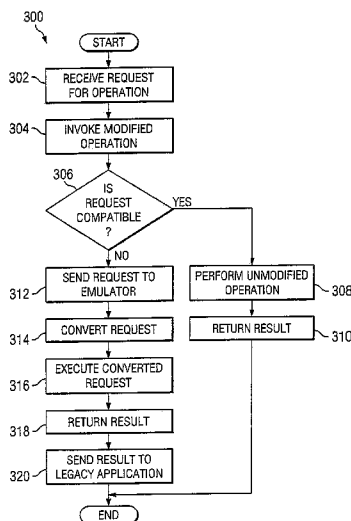 300
START
302
RECEIVE REQUEST
FOR OPERATION
304
INVOKE MODIFIED
OPERATION
306
IS
REQUEST
COMPATIBLE
?
YES
NO
312
SEND REQUEST TO
EMULATOR
PERFORM UNMODIFIED
OPERATION
308
314
CONVERT REQUEST
RETURN RESULT
310
316
EXECUTE CONVERTED
REQUEST
318
RETURN RESULT
320
SEND RESULT TO
LEGACY APPLICATION
END